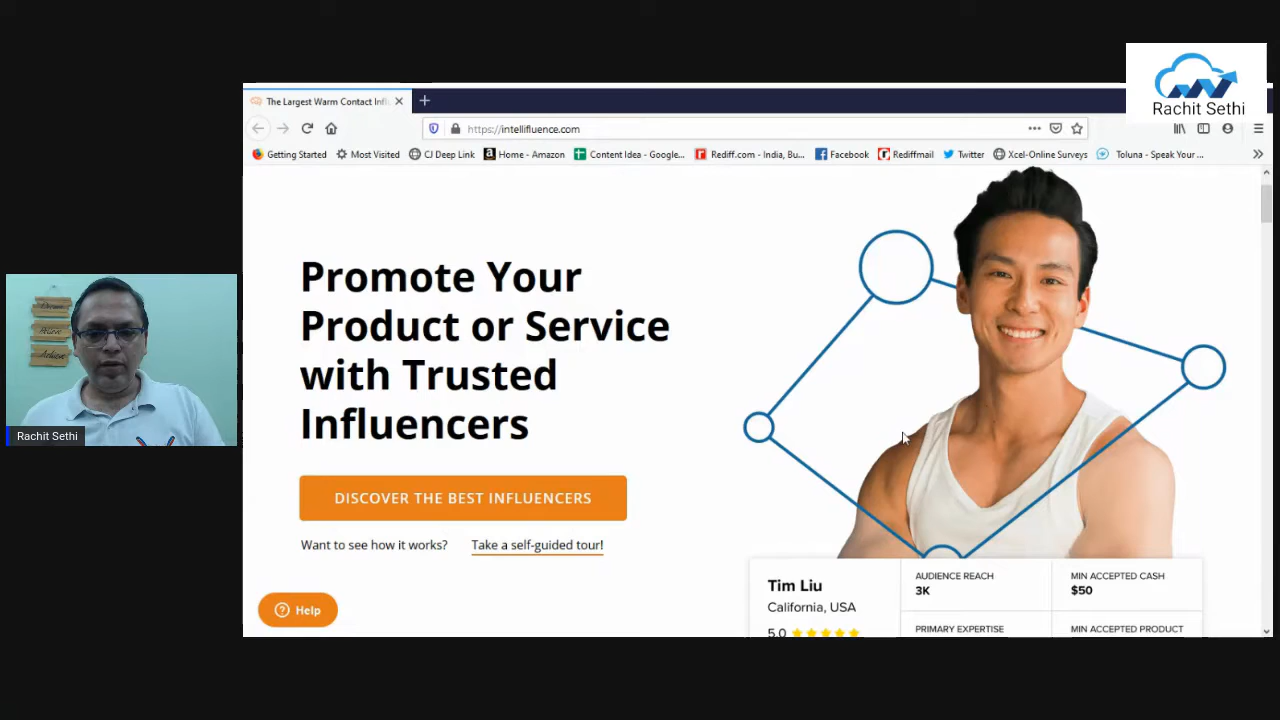 Rachit Sethi
The Largest Warm Contact Infl
https://intellifluence.com
Getting Started
Most Visited
CJ Deep Link
Home - Amazon
Content Idea - Google...
Rediff.com - India, Bu...
Facebook
Rediffmail
Twitter
Xcel-Online Surveys
Toluna - Speak Your ...
Promote Your
Product or Service
with Trusted
Influencers
DISCOVER THE BEST INFLUENCERS
Want to see how it works? Take a self-guided tour!
Help
Tim Liu
California, USA
5.0
AUDIENCE REACH
3K
MIN ACCEPTED CASH
$50
PRIMARY EXPERTISE
MIN ACCEPTED PRODUCT
Achieve
Rachit Sethi